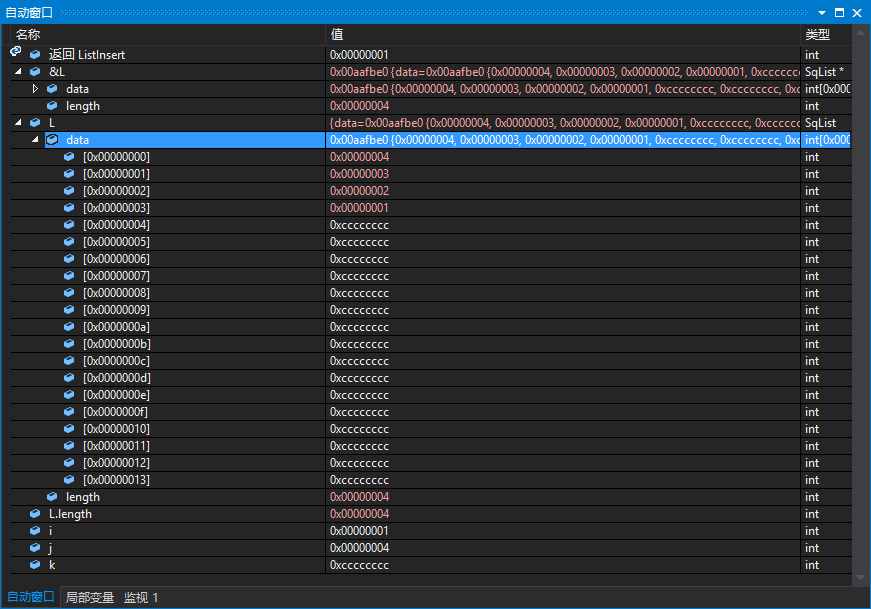 自动窗口
名称 值 类型
返回 ListInsert 0x00000001 int
&L 0x00aafbe0 {data=0x00aafbe0 {0x00000004, 0x00000003, 0x00000002, 0x00000001, 0xccccccc SqList *
data 0x00aafbe0 {0x00000004, 0x00000003, 0x00000002, 0x00000001, 0xcccccccc, 0xcccccccc, 0xc int[0x000
length 0x00000004 int
L {data=0x00aafbe0 {0x00000004, 0x00000003, 0x00000002, 0x00000001, 0xcccccccc, 0xcccccc SqList
data 0x00aafbe0 {0x00000004, 0x00000003, 0x00000002, 0x00000001, 0xcccccccc, 0xcccccccc, 0xc int[0x000
[0x00000000] 0x00000004 int
[0x00000001] 0x00000003 int
[0x00000002] 0x00000002 int
[0x00000003] 0x00000001 int
[0x00000004] 0xcccccccc int
[0x00000005] 0xcccccccc int
[0x00000006] 0xcccccccc int
[0x00000007] 0xcccccccc int
[0x00000008] 0xcccccccc int
[0x00000009] 0xcccccccc int
[0x0000000a] 0xcccccccc int
[0x0000000b] 0xcccccccc int
[0x0000000c] 0xcccccccc int
[0x0000000d] 0xcccccccc int
[0x0000000e] 0xcccccccc int
[0x0000000f] 0xcccccccc int
[0x00000010] 0xcccccccc int
[0x00000011] 0xcccccccc int
[0x00000012] 0xcccccccc int
[0x00000013] 0xcccccccc int
length 0x00000004 int
L.length 0x00000004 int
i 0x00000001 int
j 0x00000004 int
k 0xcccccccc int
自动窗口 局部变量 监视 1